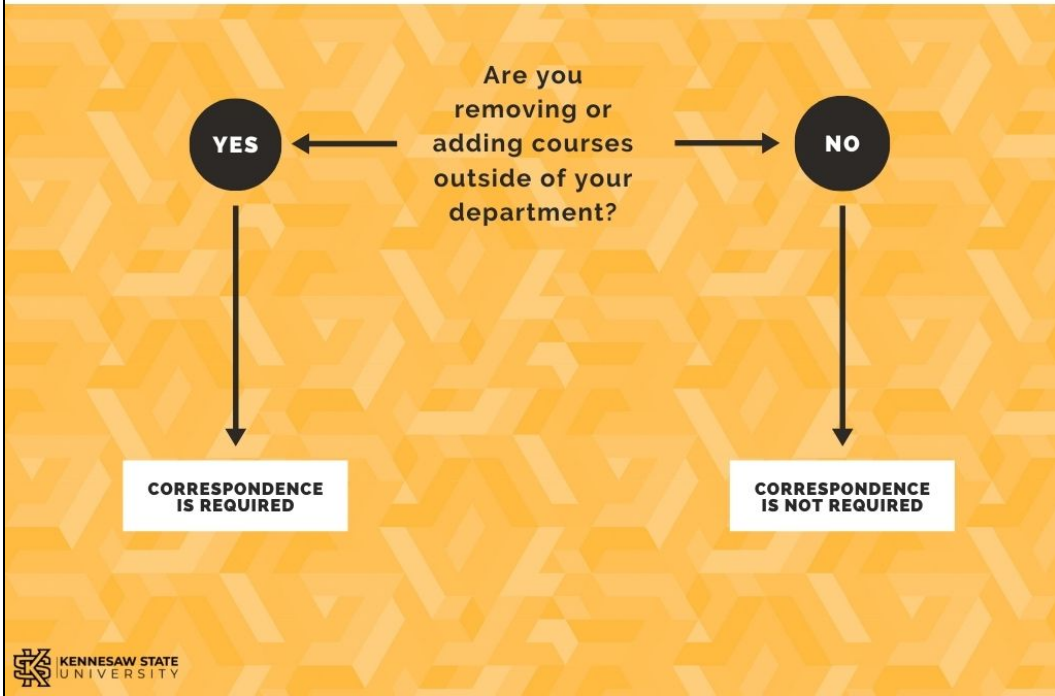 Are you
removing or
adding courses
outside of your
department?
YES
NO
CORRESPONDENCE
IS REQUIRED
CORRESPONDENCE
IS NOT REQUIRED
KENNESAW STATE
UNIVERSITY